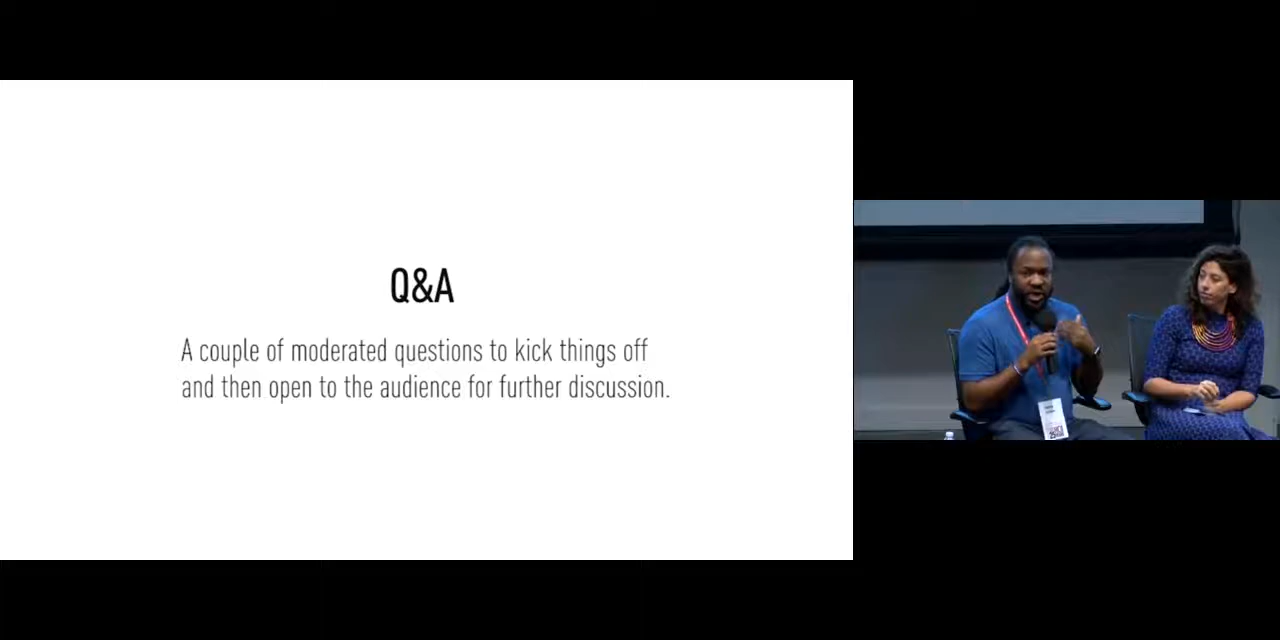 Q&A
A couple of moderated questions to kick things off
and then open to the audience for further discussion.